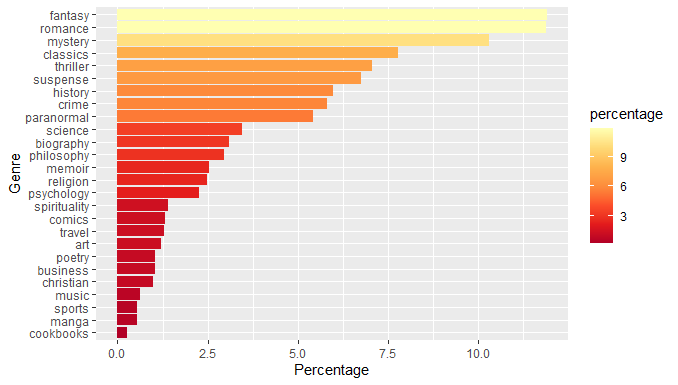 fantasy
romance
mystery
classics
thriller
suspense
history
crime
paranormal
science
biography
philosophy
memoir
religion
psychology
spirituality
comics
travel
art
poetry
business
christian
music
sports
manga
cookbooks
Genre
0.0 2.5 5.0 7.5 10.0
Percentage
percentage
9
6
3